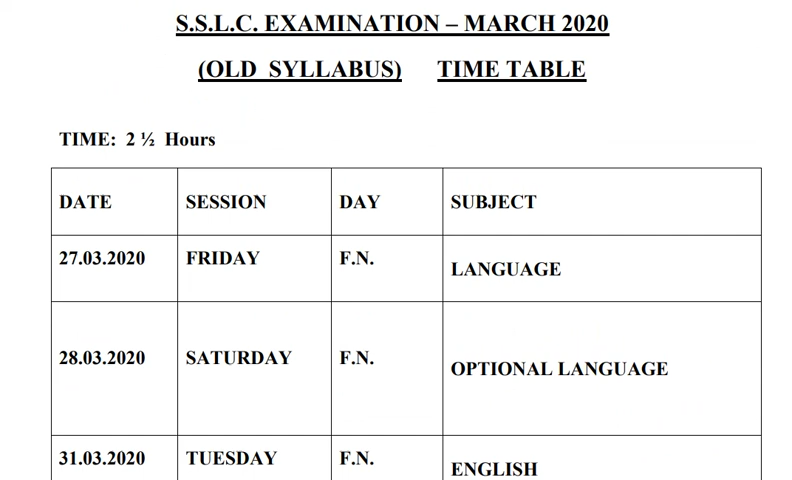 S.S.L.C. EXAMINATION – MARCH 2020
(OLD SYLLABUS) TIME TABLE
TIME: 2 ½ Hours
DATE SESSION DAY SUBJECT
27.03.2020 FRIDAY F.N. LANGUAGE
28.03.2020 SATURDAY F.N. OPTIONAL LANGUAGE
31.03.2020 TUESDAY F.N. ENGLISH